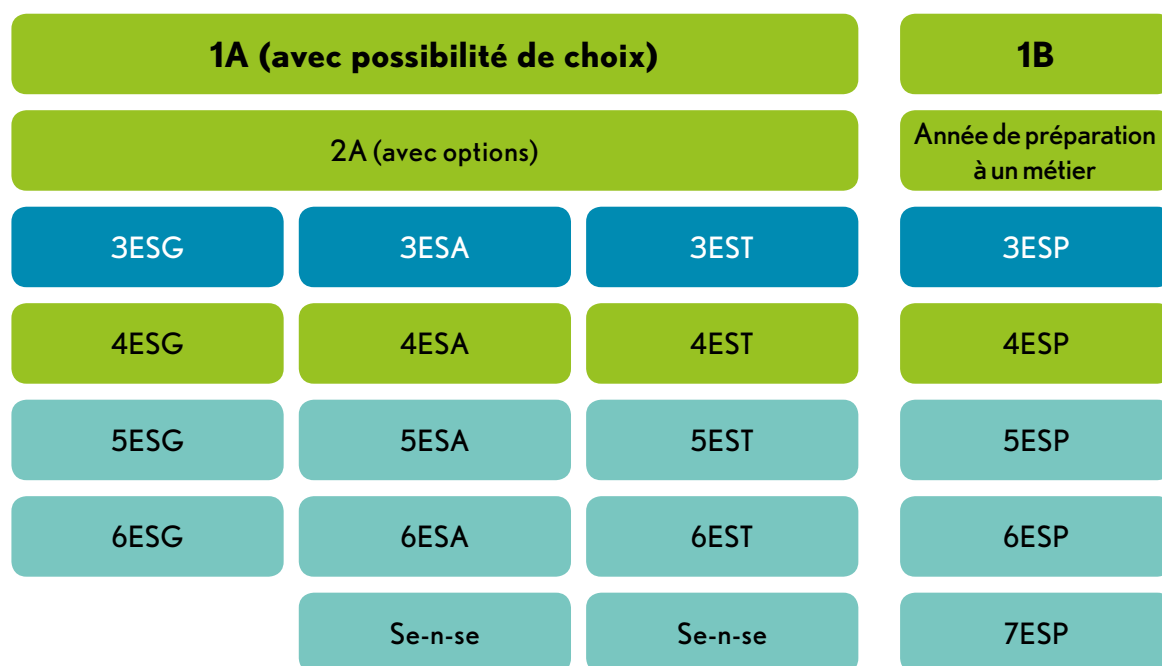 1A (avec possibilité de choix)
1B
2A (avec options)
Année de préparation
à un métier
3ESG
3ESA
3EST
3ESP
4ESG
4ESA
4EST
4ESP
5ESG
5ESA
5EST
5ESP
6ESG
6ESA
6EST
6ESP
Se-n-se
Se-n-se
7ESP